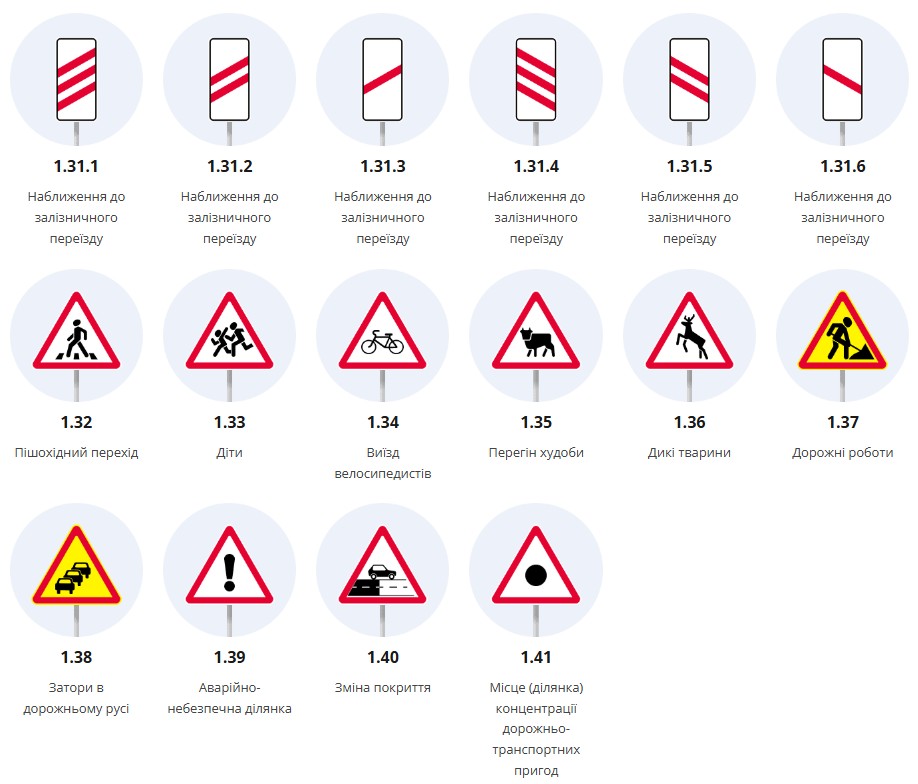 1.31.1
Наближення до
залізничного
переїзду
1.31.2
Наближення до
залізничного
переїзду
1.31.3
Наближення до
залізничного
переїзду
1.31.4
Наближення до
залізничного
переїзду
1.31.5
Наближення до
залізничного
переїзду
1.31.6
Наближення до
залізничного
переїзду
1.32
Пішохідний перехід
1.33
Діти
1.34
Виїзд
велосипедистів
1.35
Перегін худоби
1.36
Дикі тварини
1.37
Дорожні роботи
1.38
Затори в
дорожньому русі
1.39
Аварійно-
небезпечна ділянка
1.40
Зміна покриття
1.41
Місце (ділянка)
концентрації
дорожньо-
транспортних
пригод